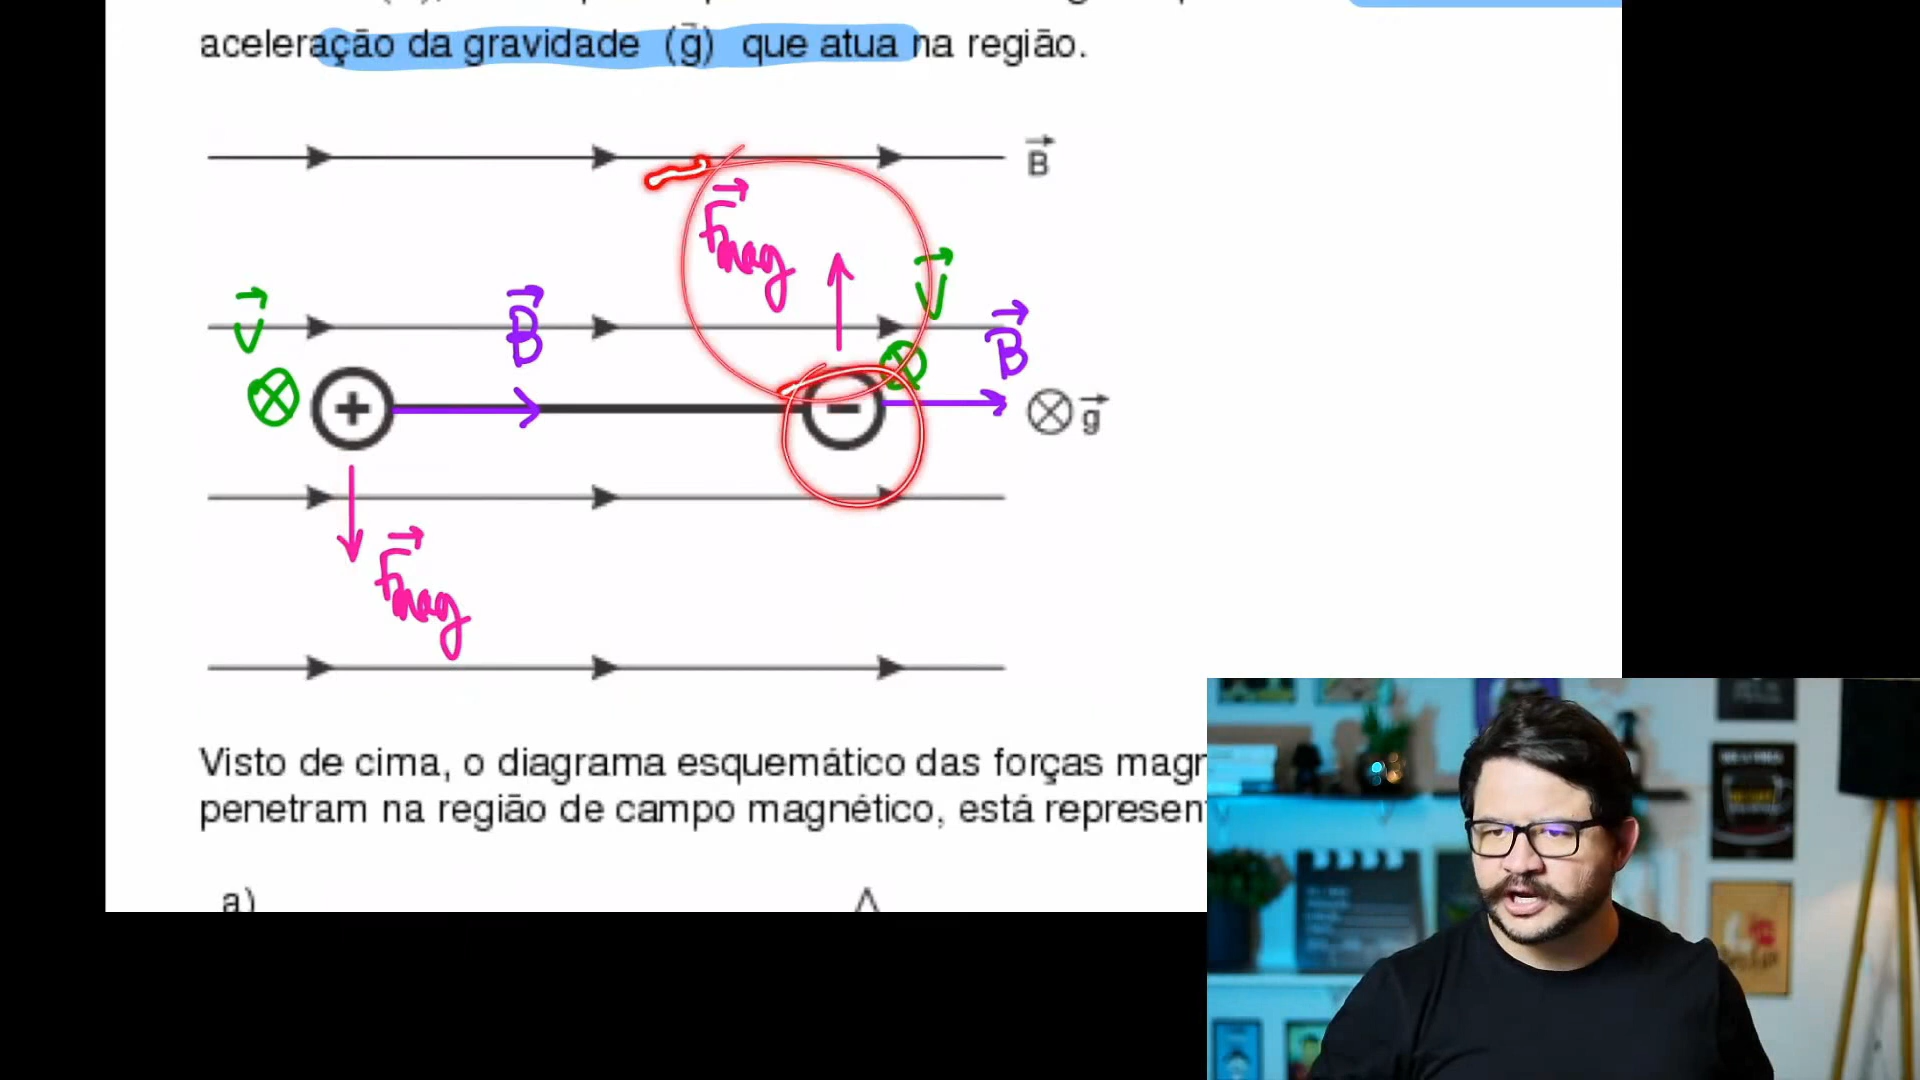 aceleração da gravidade (g⃗) que atua na região.
B⃗
F⃗mag
V⃗
V⃗
B⃗
B⃗
+
−
g⃗
F⃗mag
Visto de cima, o diagrama esquemático das forças magr
penetram na região de campo magnético, está represen
a)